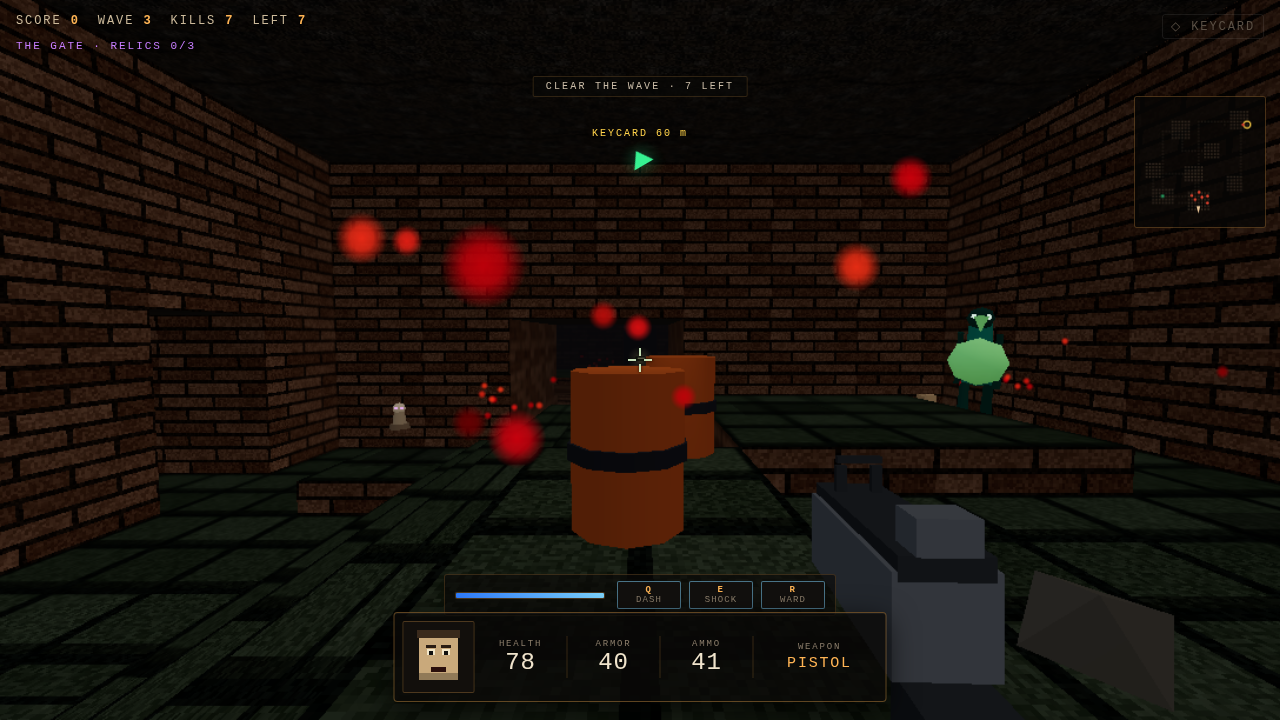 SCORE 0 WAVE 3 KILLS 7 LEFT 7
◇ KEYCARD
THE GATE · RELICS 0/3
CLEAR THE WAVE · 7 LEFT
KEYCARD 60 m
Q E R
DASH SHOCK WARD
HEALTH ARMOR AMMO WEAPON
78 40 41 PISTOL